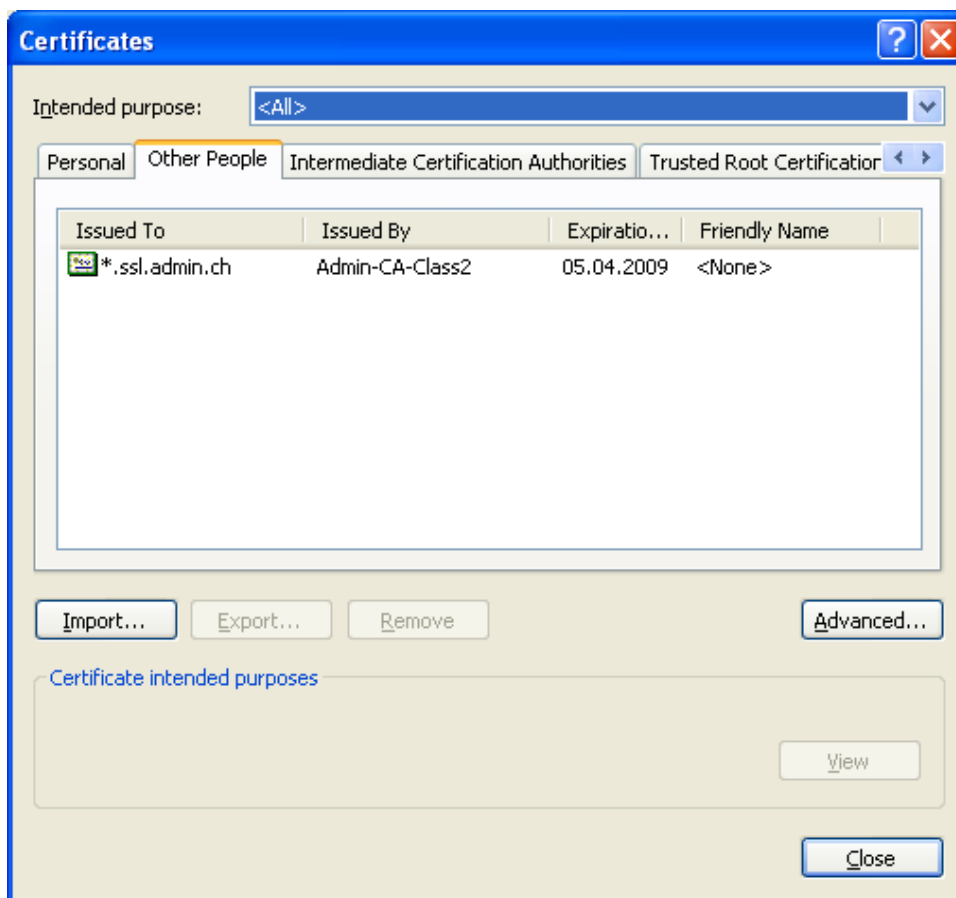 Certificates
Intended purpose: <All>
Personal Other People Intermediate Certification Authorities Trusted Root Certification
Issued To Issued By Expiratio... Friendly Name
*.ssl.admin.ch Admin-CA-Class2 05.04.2009 <None>
Import... Export... Remove Advanced...
Certificate intended purposes
View
Close